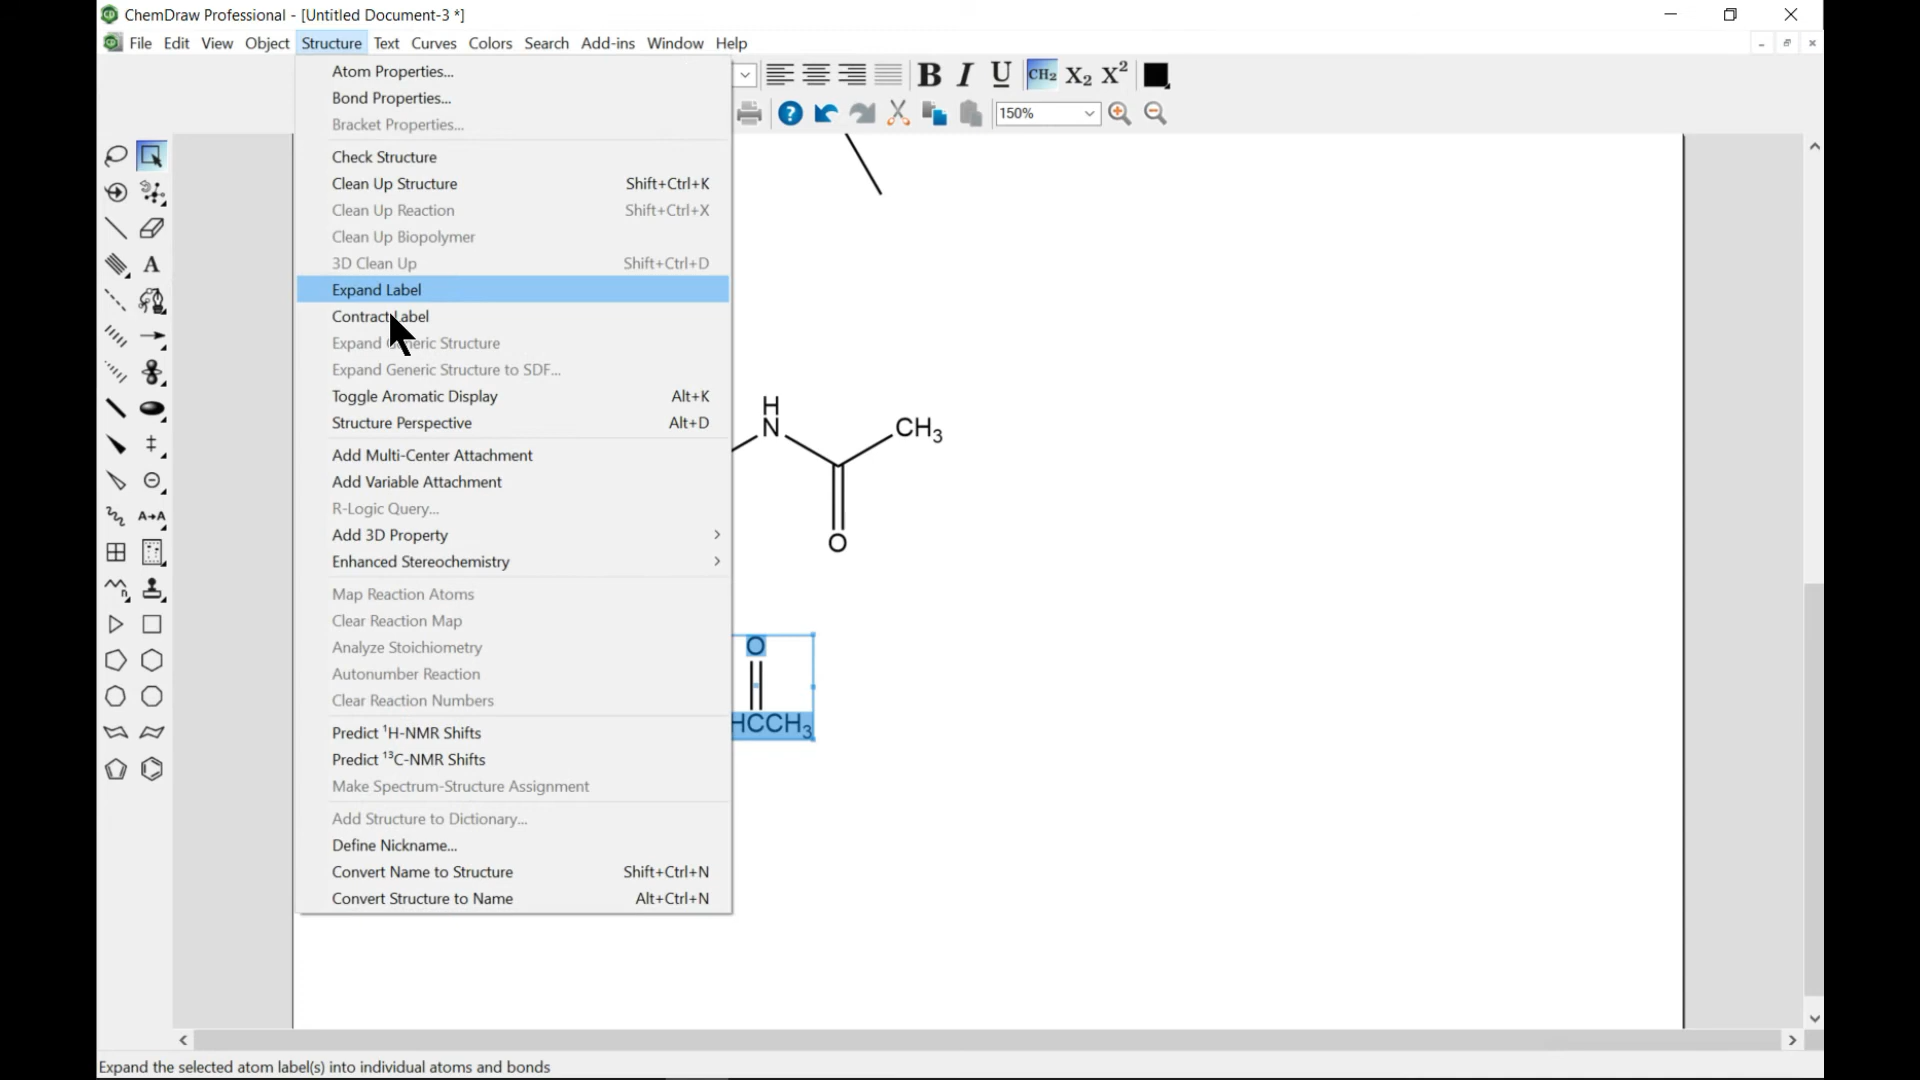 ChemDraw Professional - [Untitled Document-3 *]
File Edit View Object Structure Text Curves Colors Search Add-ins Window Help
B I U CH₂ X₂ X²
150%
Atom Properties...
Bond Properties...
Bracket Properties...
Check Structure
Clean Up Structure Shift+Ctrl+K
Clean Up Reaction Shift+Ctrl+X
Clean Up Biopolymer
3D Clean Up Shift+Ctrl+D
Expand Label
Contract Label
Expand Generic Structure
Expand Generic Structure to SDF...
Toggle Aromatic Display Alt+K
Structure Perspective Alt+D
Add Multi-Center Attachment
Add Variable Attachment
R-Logic Query...
Add 3D Property
Enhanced Stereochemistry
Map Reaction Atoms
Clear Reaction Map
Analyze Stoichiometry
Autonumber Reaction
Clear Reaction Numbers
Predict ¹H-NMR Shifts
Predict ¹³C-NMR Shifts
Make Spectrum-Structure Assignment
Add Structure to Dictionary...
Define Nickname...
Convert Name to Structure Shift+Ctrl+N
Convert Structure to Name Alt+Ctrl+N
A
A→A
H
N
CH₃
O
O
HCCH₃
Expand the selected atom label(s) into individual atoms and bonds